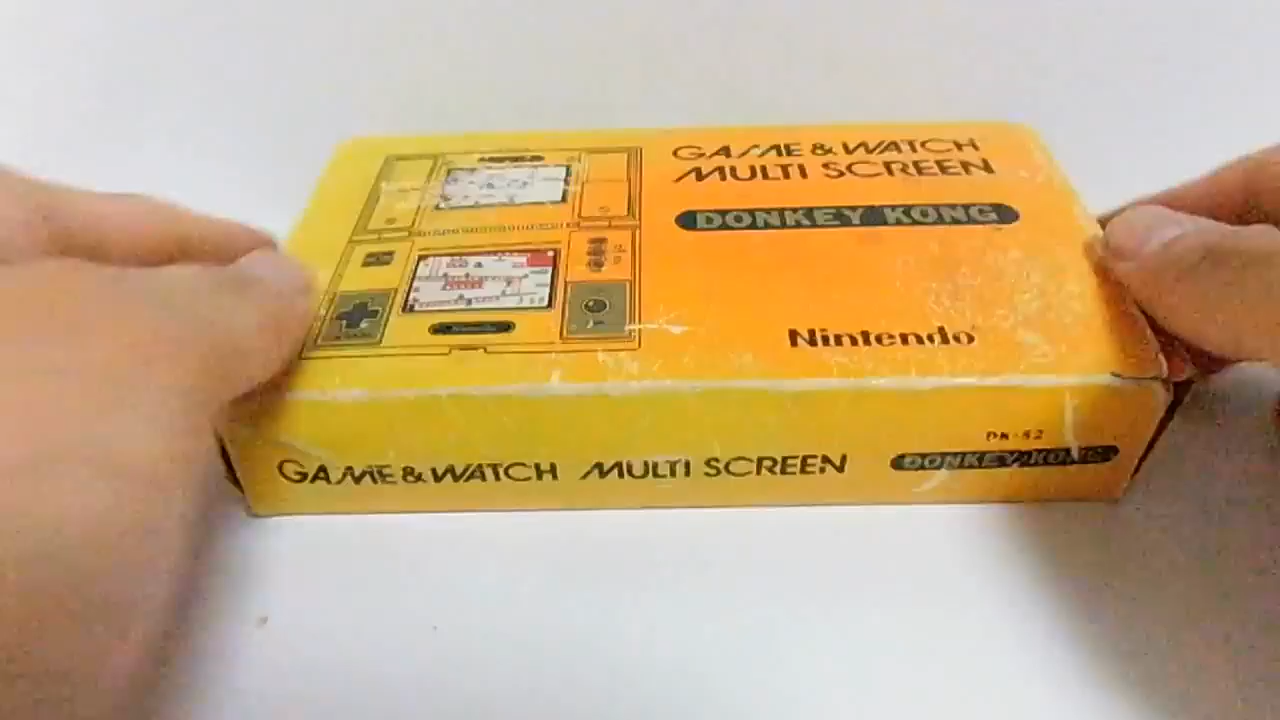 GAME & WATCH
MULTI SCREEN
DONKEY KONG
Nintendo
DK-52
GAME & WATCH MULTI SCREEN DONKEY KONG